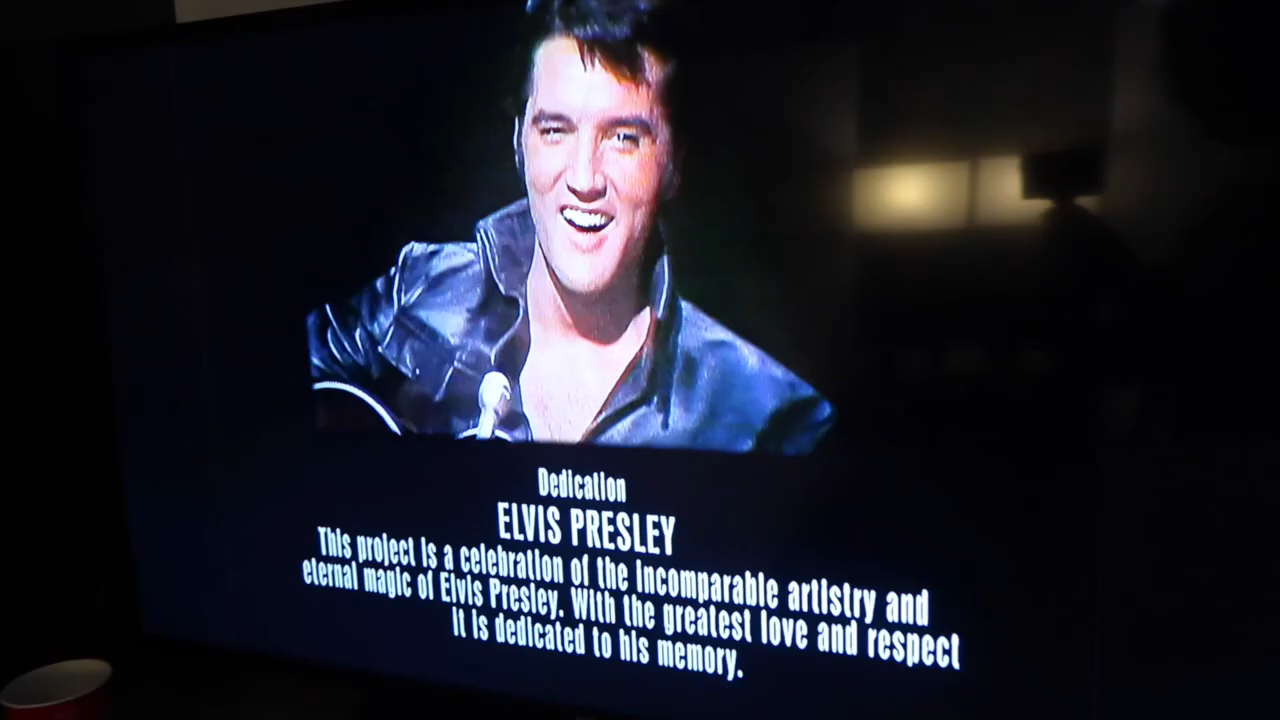 Dedication
ELVIS PRESLEY
This project is a celebration of the incomparable artistry and
eternal magic of Elvis Presley. With the greatest love and respect
it is dedicated to his memory.